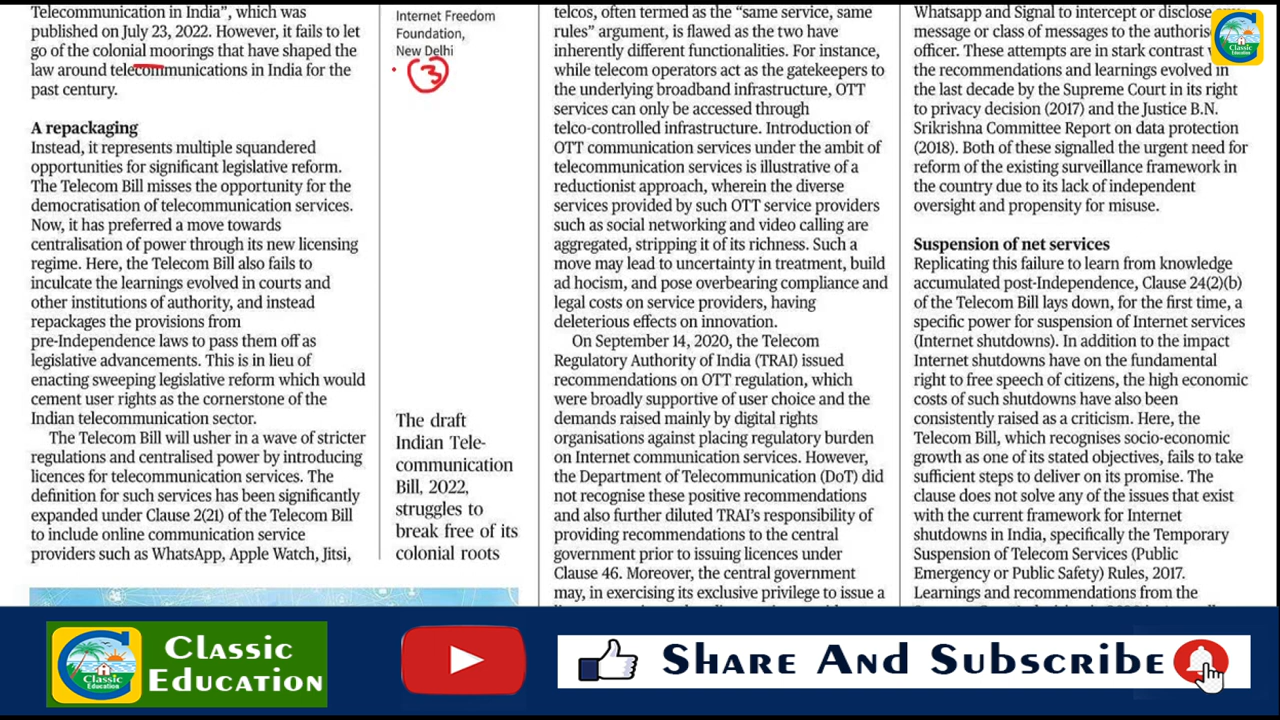 Telecommunication in India”, which was
published on July 23, 2022. However, it fails to let
go of the colonial moorings that have shaped the
law around telecommunications in India for the
past century.
A repackaging
Instead, it represents multiple squandered
opportunities for significant legislative reform.
The Telecom Bill misses the opportunity for the
democratisation of telecommunication services.
Now, it has preferred a move towards
centralisation of power through its new licensing
regime. Here, the Telecom Bill also fails to
inculcate the learnings evolved in courts and
other institutions of authority, and instead
repackages the provisions from
pre-Independence laws to pass them off as
legislative advancements. This is in lieu of
enacting sweeping legislative reform which would
cement user rights as the cornerstone of the
Indian telecommunication sector.
The Telecom Bill will usher in a wave of stricter
regulations and centralised power by introducing
licences for telecommunication services. The
definition for such services has been significantly
expanded under Clause 2(21) of the Telecom Bill
to include online communication service
providers such as WhatsApp, Apple Watch, Jitsi,
Internet Freedom
Foundation,
New Delhi
3
The draft
Indian Tele-
communication
Bill, 2022,
struggles to
break free of its
colonial roots
telcos, often termed as the “same service, same
rules” argument, is flawed as the two have
inherently different functionalities. For instance,
while telecom operators act as the gatekeepers to
the underlying broadband infrastructure, OTT
services can only be accessed through
telco-controlled infrastructure. Introduction of
OTT communication services under the ambit of
telecommunication services is illustrative of a
reductionist approach, wherein the diverse
services provided by such OTT service providers
such as social networking and video calling are
aggregated, stripping it of its richness. Such a
move may lead to uncertainty in treatment, build
ad hocism, and pose overbearing compliance and
legal costs on service providers, having
deleterious effects on innovation.
On September 14, 2020, the Telecom
Regulatory Authority of India (TRAI) issued
recommendations on OTT regulation, which
were broadly supportive of user choice and the
demands raised mainly by digital rights
organisations against placing regulatory burden
on Internet communication services. However,
the Department of Telecommunication (DoT) did
not recognise these positive recommendations
and also further diluted TRAI’s responsibility of
providing recommendations to the central
government prior to issuing licences under
Clause 46. Moreover, the central government
may, in exercising its exclusive privilege to issue a
Whatsapp and Signal to intercept or disclose
message or class of messages to the authoris
officer. These attempts are in stark contrast
the recommendations and learnings evolved in
the last decade by the Supreme Court in its right
to privacy decision (2017) and the Justice B.N.
Srikrishna Committee Report on data protection
(2018). Both of these signalled the urgent need for
reform of the existing surveillance framework in
the country due to its lack of independent
oversight and propensity for misuse.
Suspension of net services
Replicating this failure to learn from knowledge
accumulated post-Independence, Clause 24(2)(b)
of the Telecom Bill lays down, for the first time, a
specific power for suspension of Internet services
(Internet shutdowns). In addition to the impact
Internet shutdowns have on the fundamental
right to free speech of citizens, the high economic
costs of such shutdowns have also been
consistently raised as a criticism. Here, the
Telecom Bill, which recognises socio-economic
growth as one of its stated objectives, fails to take
sufficient steps to deliver on its promise. The
clause does not solve any of the issues that exist
with the current framework for Internet
shutdowns in India, specifically the Temporary
Suspension of Telecom Services (Public
Emergency or Public Safety) Rules, 2017.
Learnings and recommendations from the
Classic
Education
Classic
Education
Classic
Education
Share And Subscribe